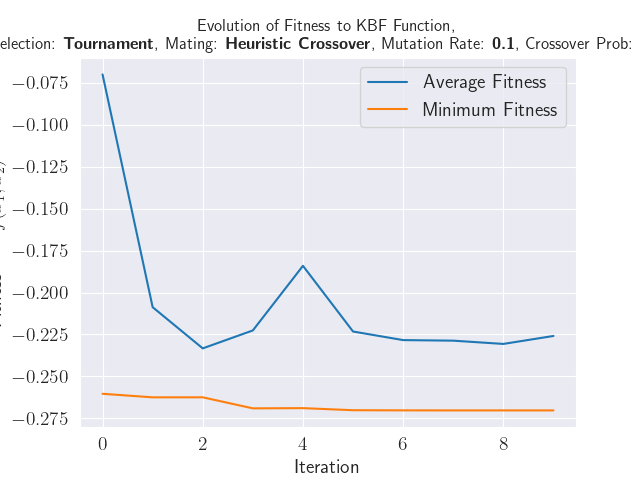 Evolution of Fitness to KBF Function,
election: Tournament, Mating: Heuristic Crossover, Mutation Rate: 0.1, Crossover Prob:
Average Fitness
Minimum Fitness
−0.075
−0.100
−0.125
−0.150
−0.175
−0.200
−0.225
−0.250
−0.275
0 2 4 6 8
Iteration